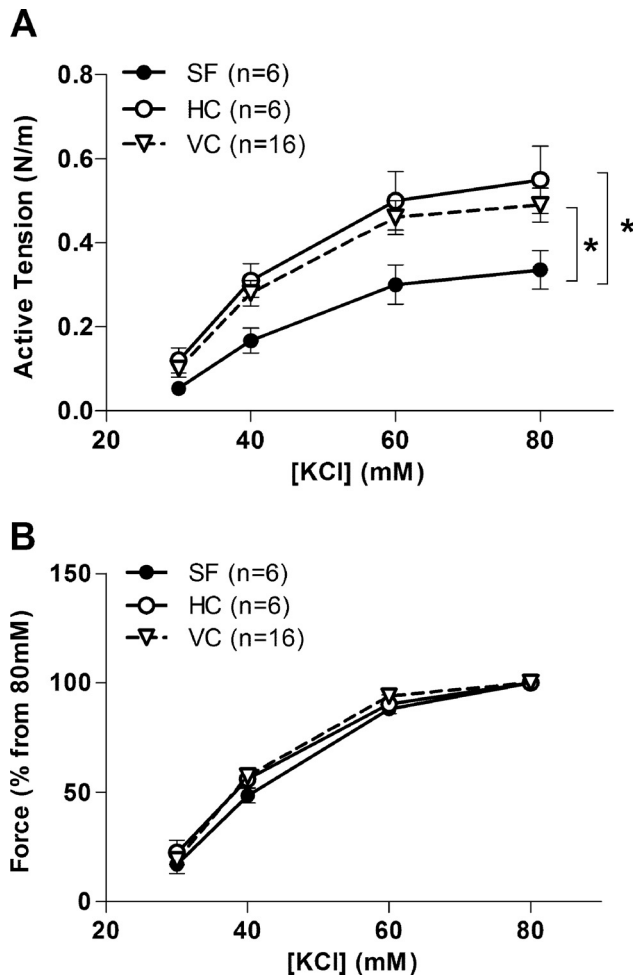 A
SF (n=6)
HC (n=6)
VC (n=16)
Active Tension (N/m)
0.8
0.6
0.4
0.2
0.0
*
*
20 40 60 80
[KCl] (mM)
B
SF (n=6)
HC (n=6)
VC (n=16)
Force (% from 80mM)
150
100
50
0
20 40 60 80
[KCl] (mM)